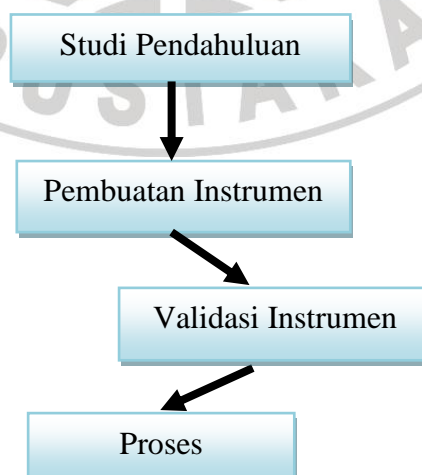 Studi Pendahuluan
Pembuatan Instrumen
Validasi Instrumen
Proses